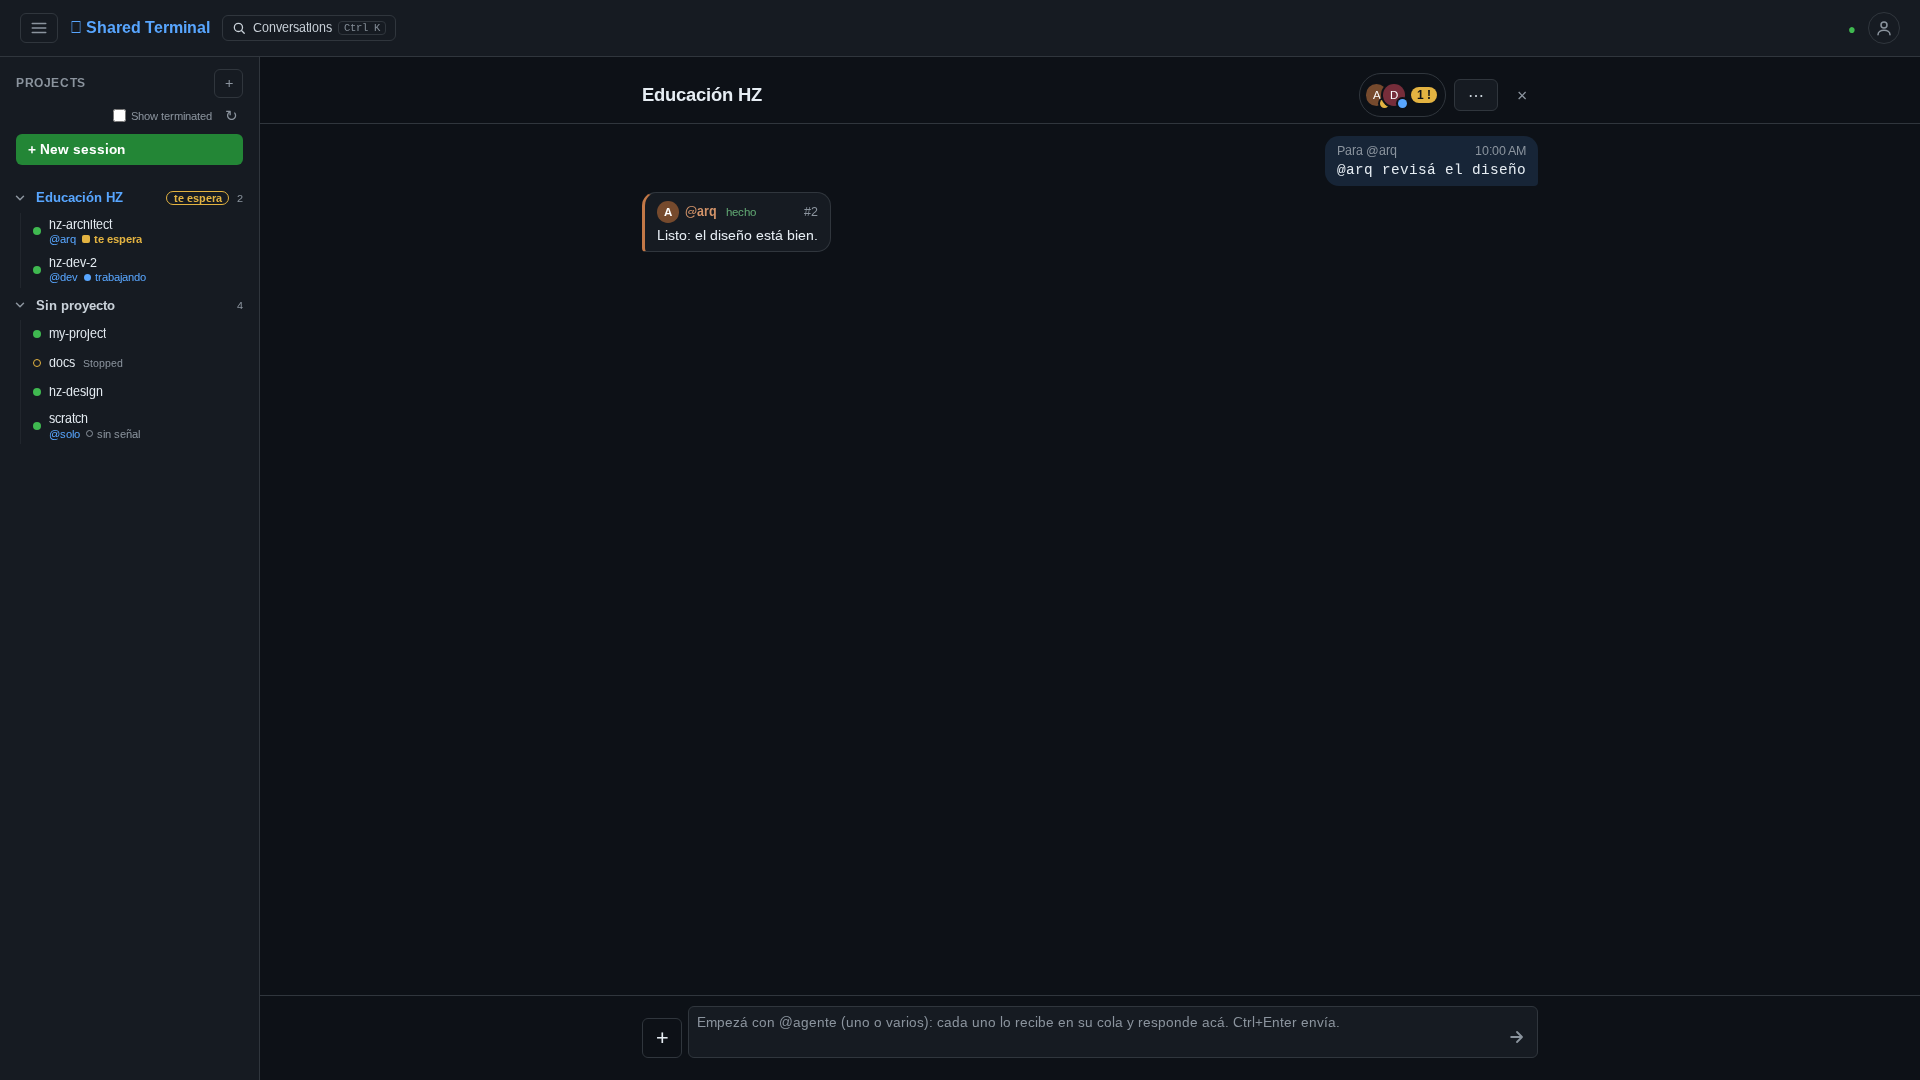 Shared Terminal
Conversations
Ctrl K
PROJECTS
+
Show terminated
+ New session
Educación HZ
te espera
2
hz-architect
@arq
te espera
hz-dev-2
@dev
trabajando
Sin proyecto
4
my-project
docs
Stopped
hz-design
scratch
@solo
sin señal
Educación HZ
A
D
1 !
⋯
×
Para @arq
10:00 AM
@arq revisá el diseño
A
@arq
hecho
#2
Listo: el diseño está bien.
+
Empezá con @agente (uno o varios): cada uno lo recibe en su cola y responde acá. Ctrl+Enter envía.